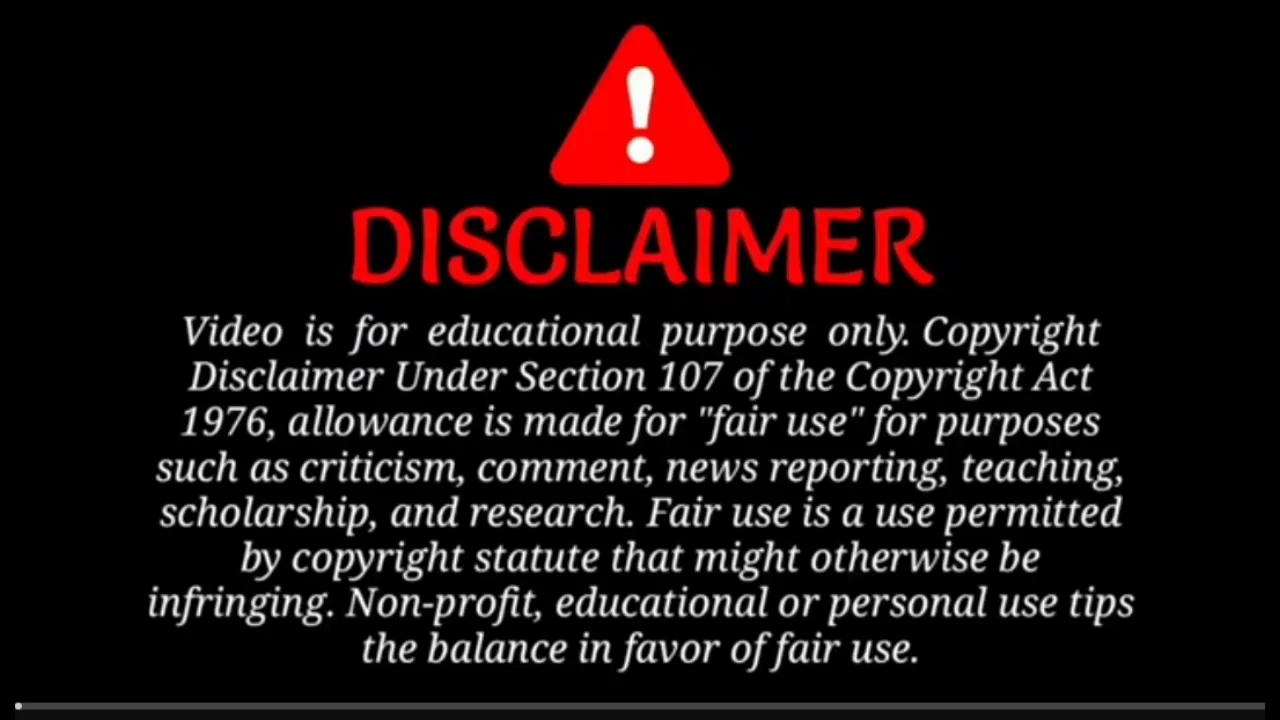 DISCLAIMER
Video is for educational purpose only. Copyright
Disclaimer Under Section 107 of the Copyright Act
1976, allowance is made for "fair use" for purposes
such as criticism, comment, news reporting, teaching,
scholarship, and research. Fair use is a use permitted
by copyright statute that might otherwise be
infringing. Non-profit, educational or personal use tips
the balance in favor of fair use.